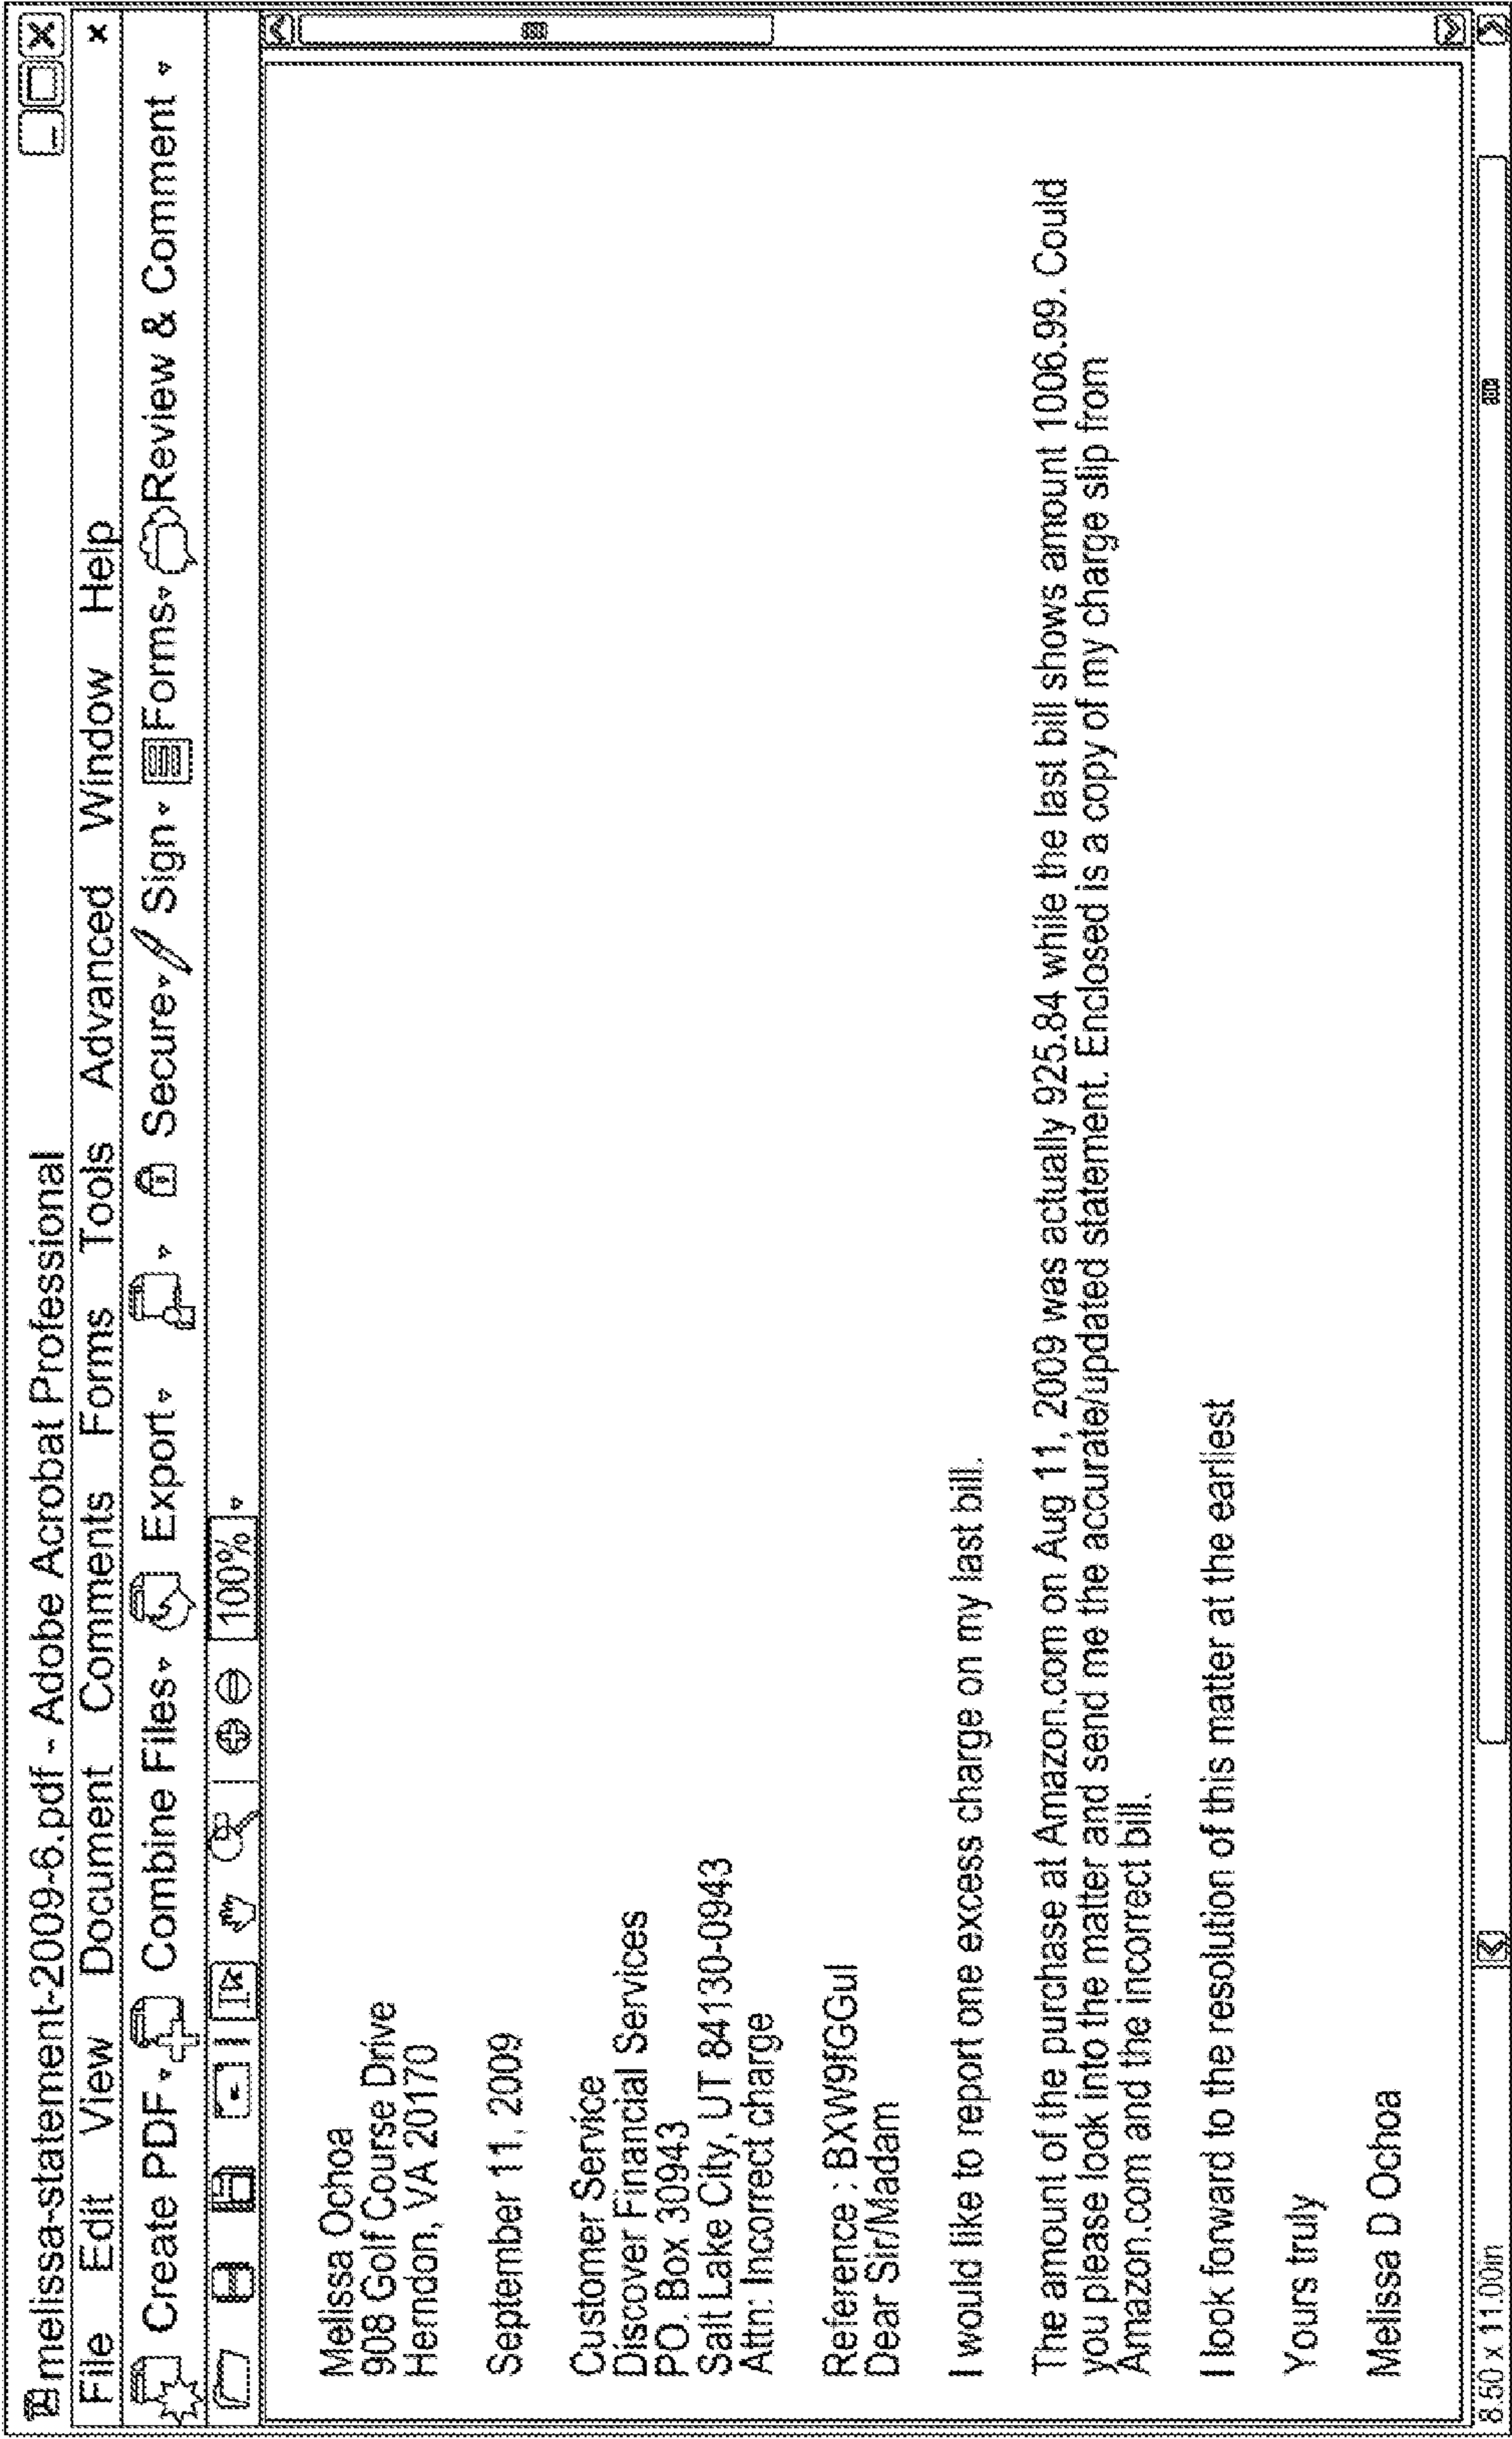 melissa-statement-2009-6.pdf - Adobe Acrobat Professional
File Edit View Document Comments Forms Tools Advanced Window Help
Create PDF Combine Files Export Secure Sign Forms Review & Comment
100%
Melissa Ochoa
908 Golf Course Drive
Herndon, VA 20170
September 11, 2009
Customer Service
Discover Financial Services
PO. Box 30943
Salt Lake City, UT 84130-0943
Attn: Incorrect charge
Reference : BXW9fGGul
Dear Sir/Madam
I would like to report one excess charge on my last bill.
The amount of the purchase at Amazon.com on Aug 11, 2009 was actually 925.84 while the last bill shows amount 1006.99. Could
you please look into the matter and send me the accurate/updated statement. Enclosed is a copy of my charge slip from
Amazon.com and the incorrect bill.
I look forward to the resolution of this matter at the earliest
Yours truly
Melissa D Ochoa
8.50 x 11.00in